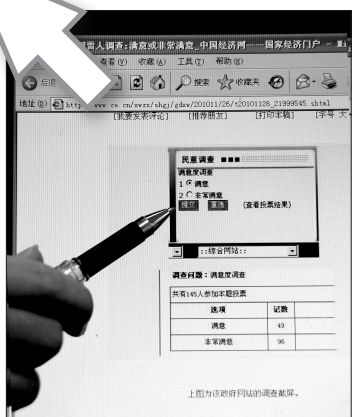 雷人调查:满意或非常满意_中国经济网——国家经济门户 - Mi
查看(V) 收藏(A) 工具(T) 帮助(H)
后退 搜索 收藏夹
地址(D) http www.ce.cn/xwzx/shgj/gdxw/201011/26/t20101126_21999545.shtml
[我要发表评论] [推荐朋友] [打印本稿] [字号 大
民意调查 ■■■
满意度调查
1 满意
2 非常满意
提交 重选 (查看投票结果)
::综合网站::
调查问题:满意度调查
共有145人参加本题投票
选项 记数
满意 49
非常满意 96
上图为该政府网站的调查截屏。